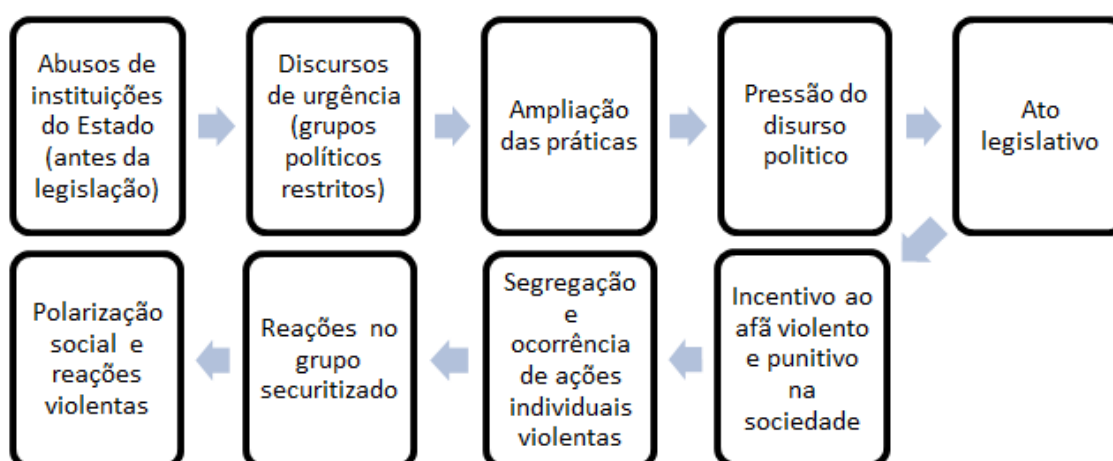 Abusos de
instituições
do Estado
(antes da
legislação)
Discursos
de urgência
(grupos
políticos
restritos)
Ampliação
das práticas
Pressão do
disurso
politico
Ato
legislativo
Incentivo ao
afã violento
e punitivo
na
sociedade
Segregação
e
ocorrência
de ações
individuais
violentas
Reações no
grupo
securitizado
Polarização
social e
reações
violentas